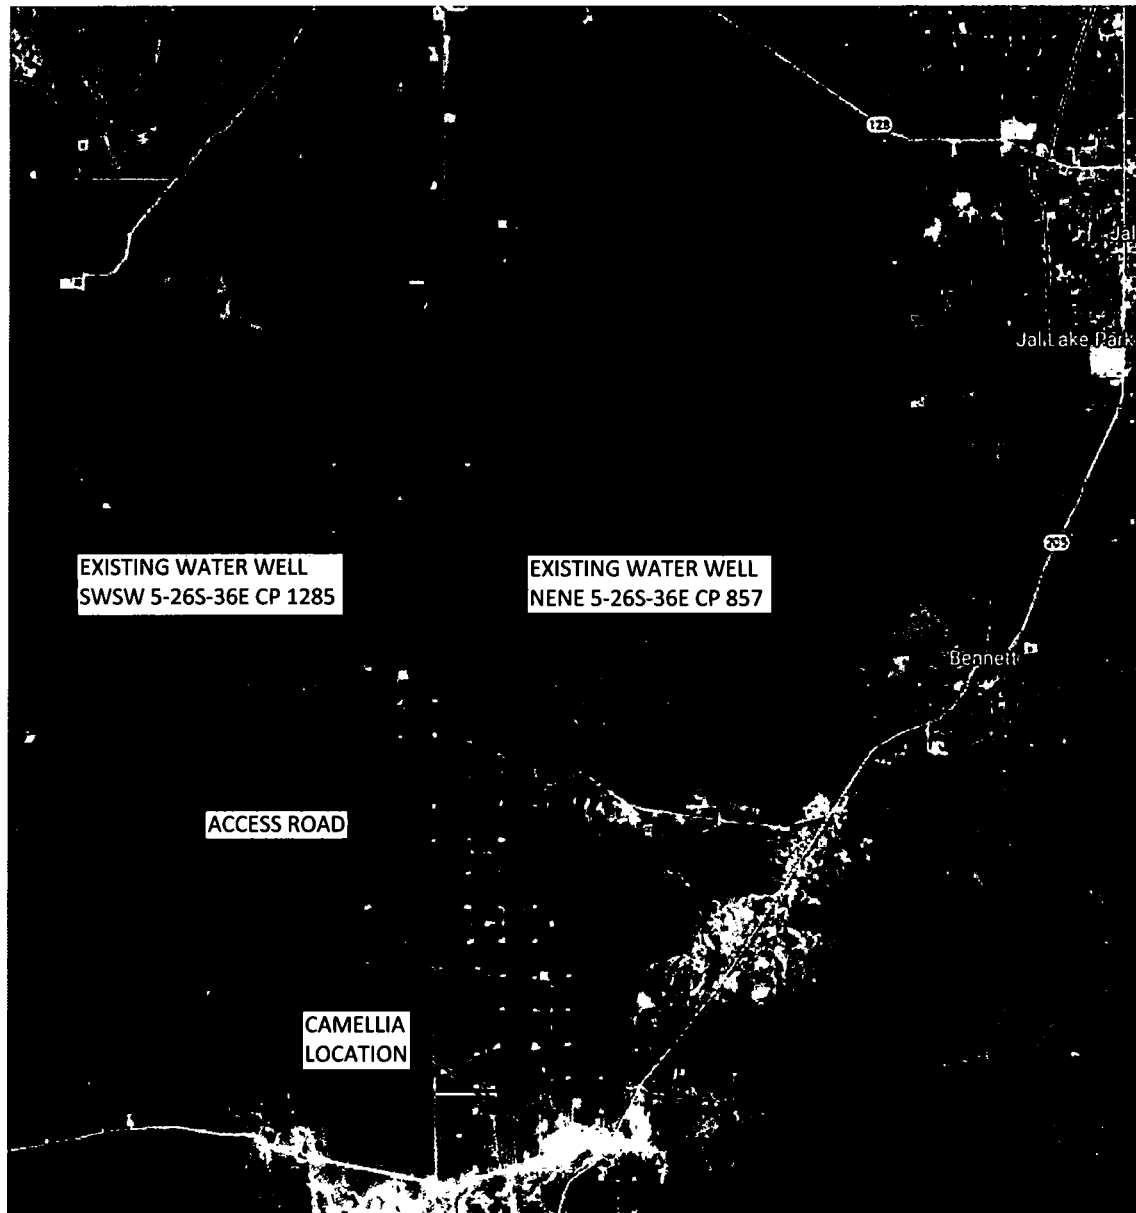 128
Jal
Jal Lake Park
205
EXISTING WATER WELL
SWSW 5-26S-36E CP 1285
EXISTING WATER WELL
NENE 5-26S-36E CP 857
Bennett
ACCESS ROAD
CAMELLIA
LOCATION